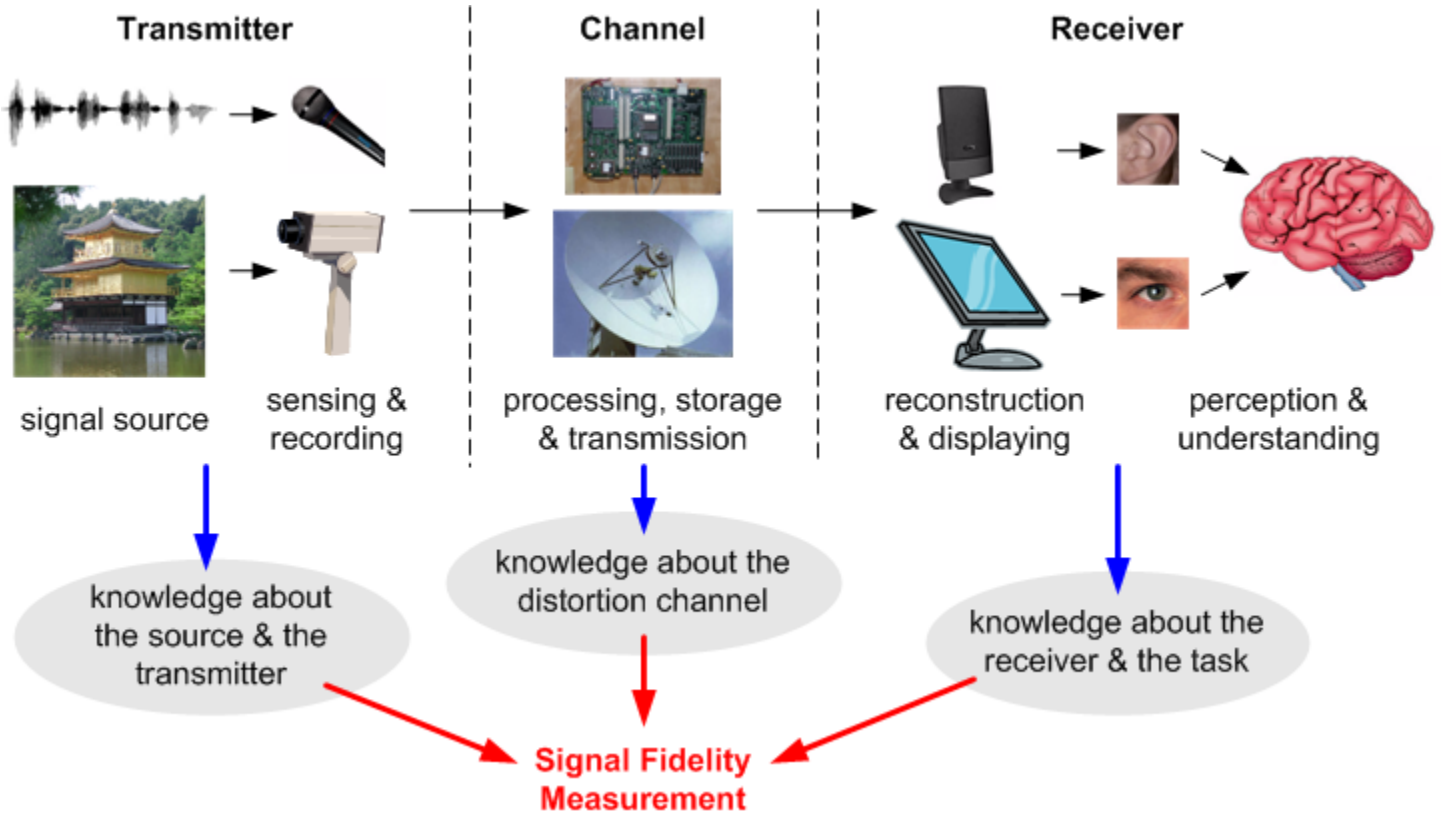 Transmitter
Channel
Receiver
signal source
sensing &
recording
processing, storage
& transmission
reconstruction
& displaying
perception &
understanding
knowledge about
the source & the
transmitter
knowledge about the
distortion channel
knowledge about the
receiver & the task
Signal Fidelity
Measurement